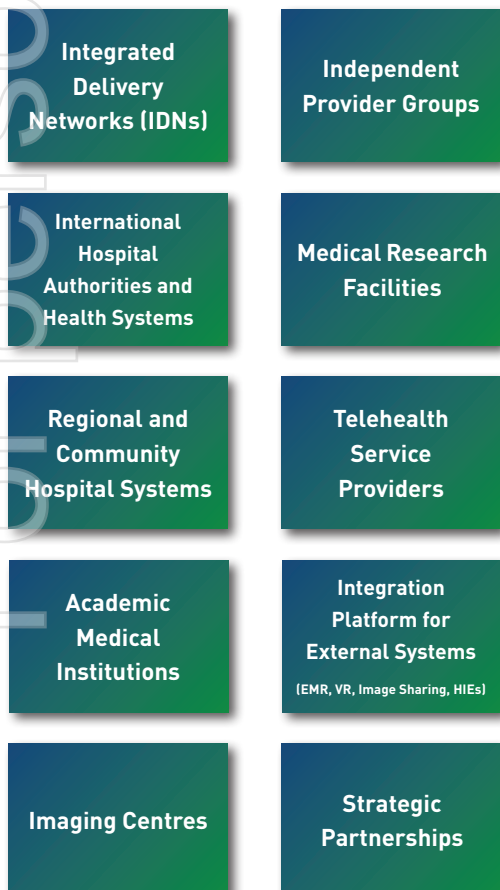 Integrated
Delivery
Networks (IDNs)
Independent
Provider Groups
International
Hospital
Authorities and
Health Systems
Medical Research
Facilities
Regional and
Community
Hospital Systems
Telehealth
Service
Providers
Academic
Medical
Institutions
Integration
Platform for
External Systems
(EMR, VR, Image Sharing, HIEs)
Imaging Centres
Strategic
Partnerships